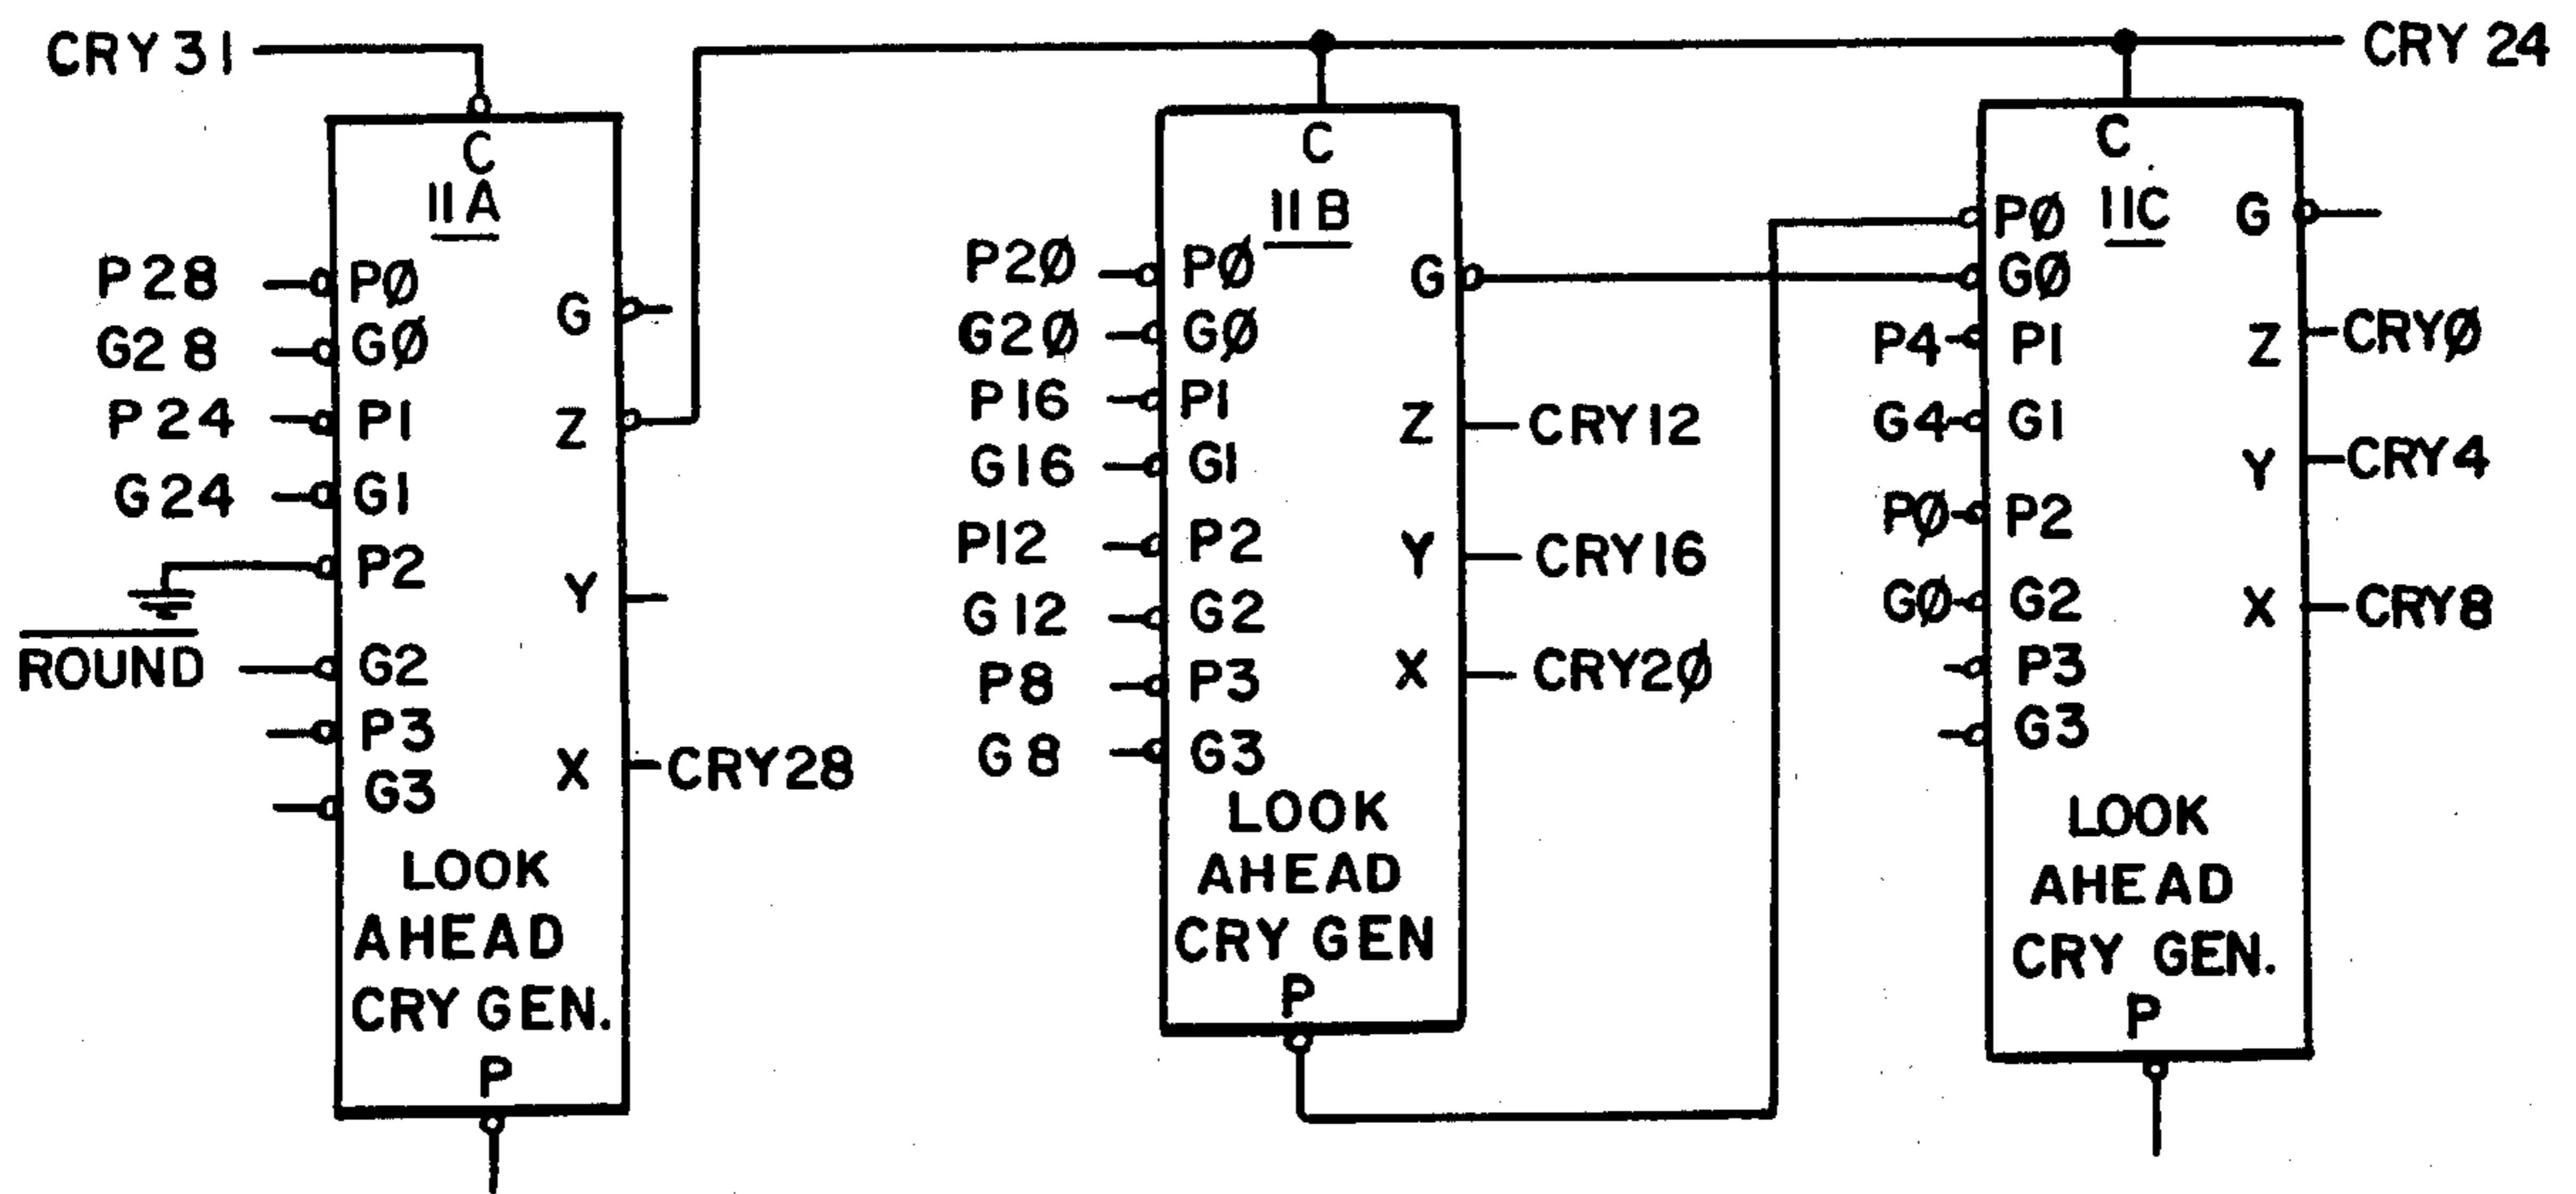 CRY 31
CRY 24
C
11A
P28
PØ
G28
GØ
P24
P1
G24
G1
P2
ROUND
G2
P3
G3
G
Z
Y
X
CRY28
LOOK
AHEAD
CRY GEN.
P
C
11B
P2Ø
PØ
G2Ø
GØ
P16
P1
G16
G1
P12
P2
G12
G2
P8
P3
G8
G3
G
Z
CRY12
Y
CRY16
X
CRY2Ø
LOOK
AHEAD
CRY GEN
P
C
11C
PØ
GØ
P4
P1
G4
G1
PØ
P2
GØ
G2
P3
G3
G
Z
CRYØ
Y
CRY4
X
CRY8
LOOK
AHEAD
CRY GEN.
P